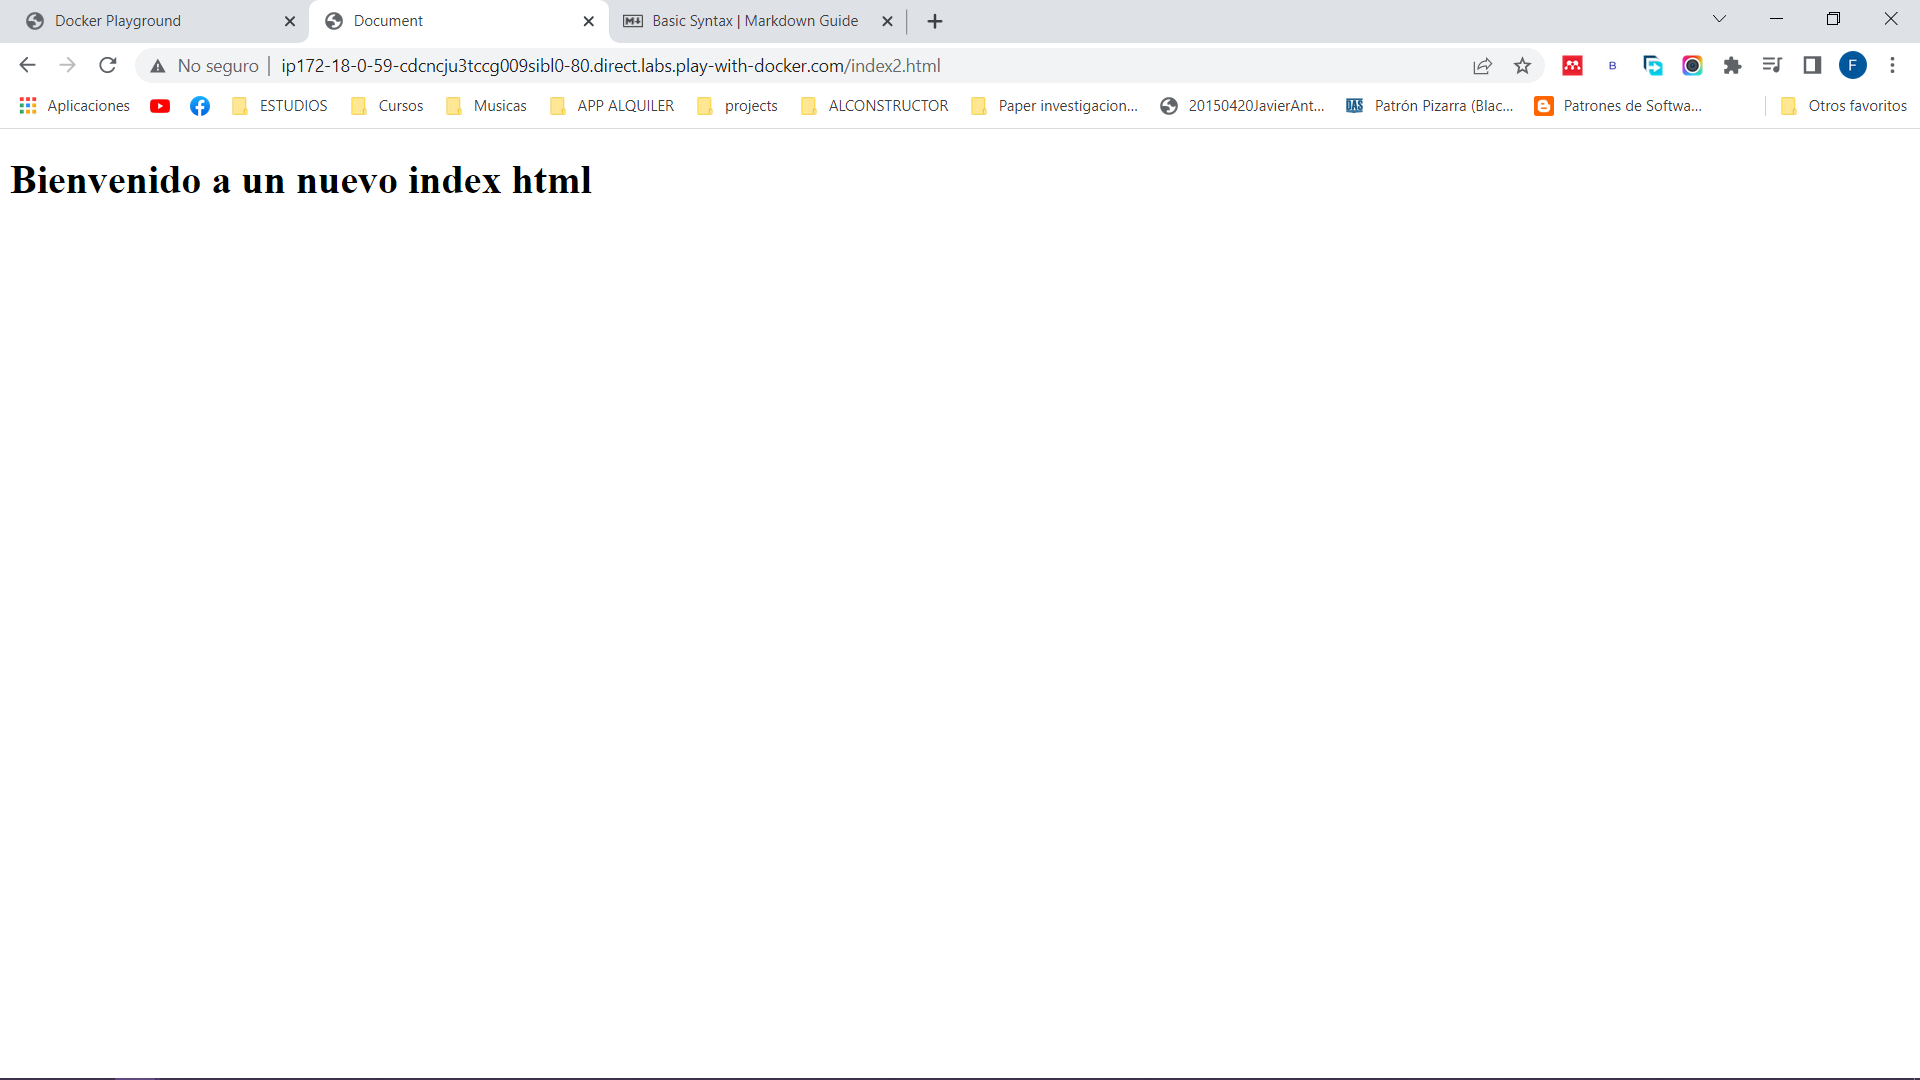 Docker Playground
Document
Basic Syntax | Markdown Guide
No seguro | ip172-18-0-59-cdcncju3tccg009sibl0-80.direct.labs.play-with-docker.com/index2.html
B
F
Aplicaciones
ESTUDIOS
Cursos
Musicas
APP ALQUILER
projects
ALCONSTRUCTOR
Paper investigacion...
20150420JavierAnt...
DAS
Patrón Pizarra (Blac...
Patrones de Softwa...
Otros favoritos
Bienvenido a un nuevo index html